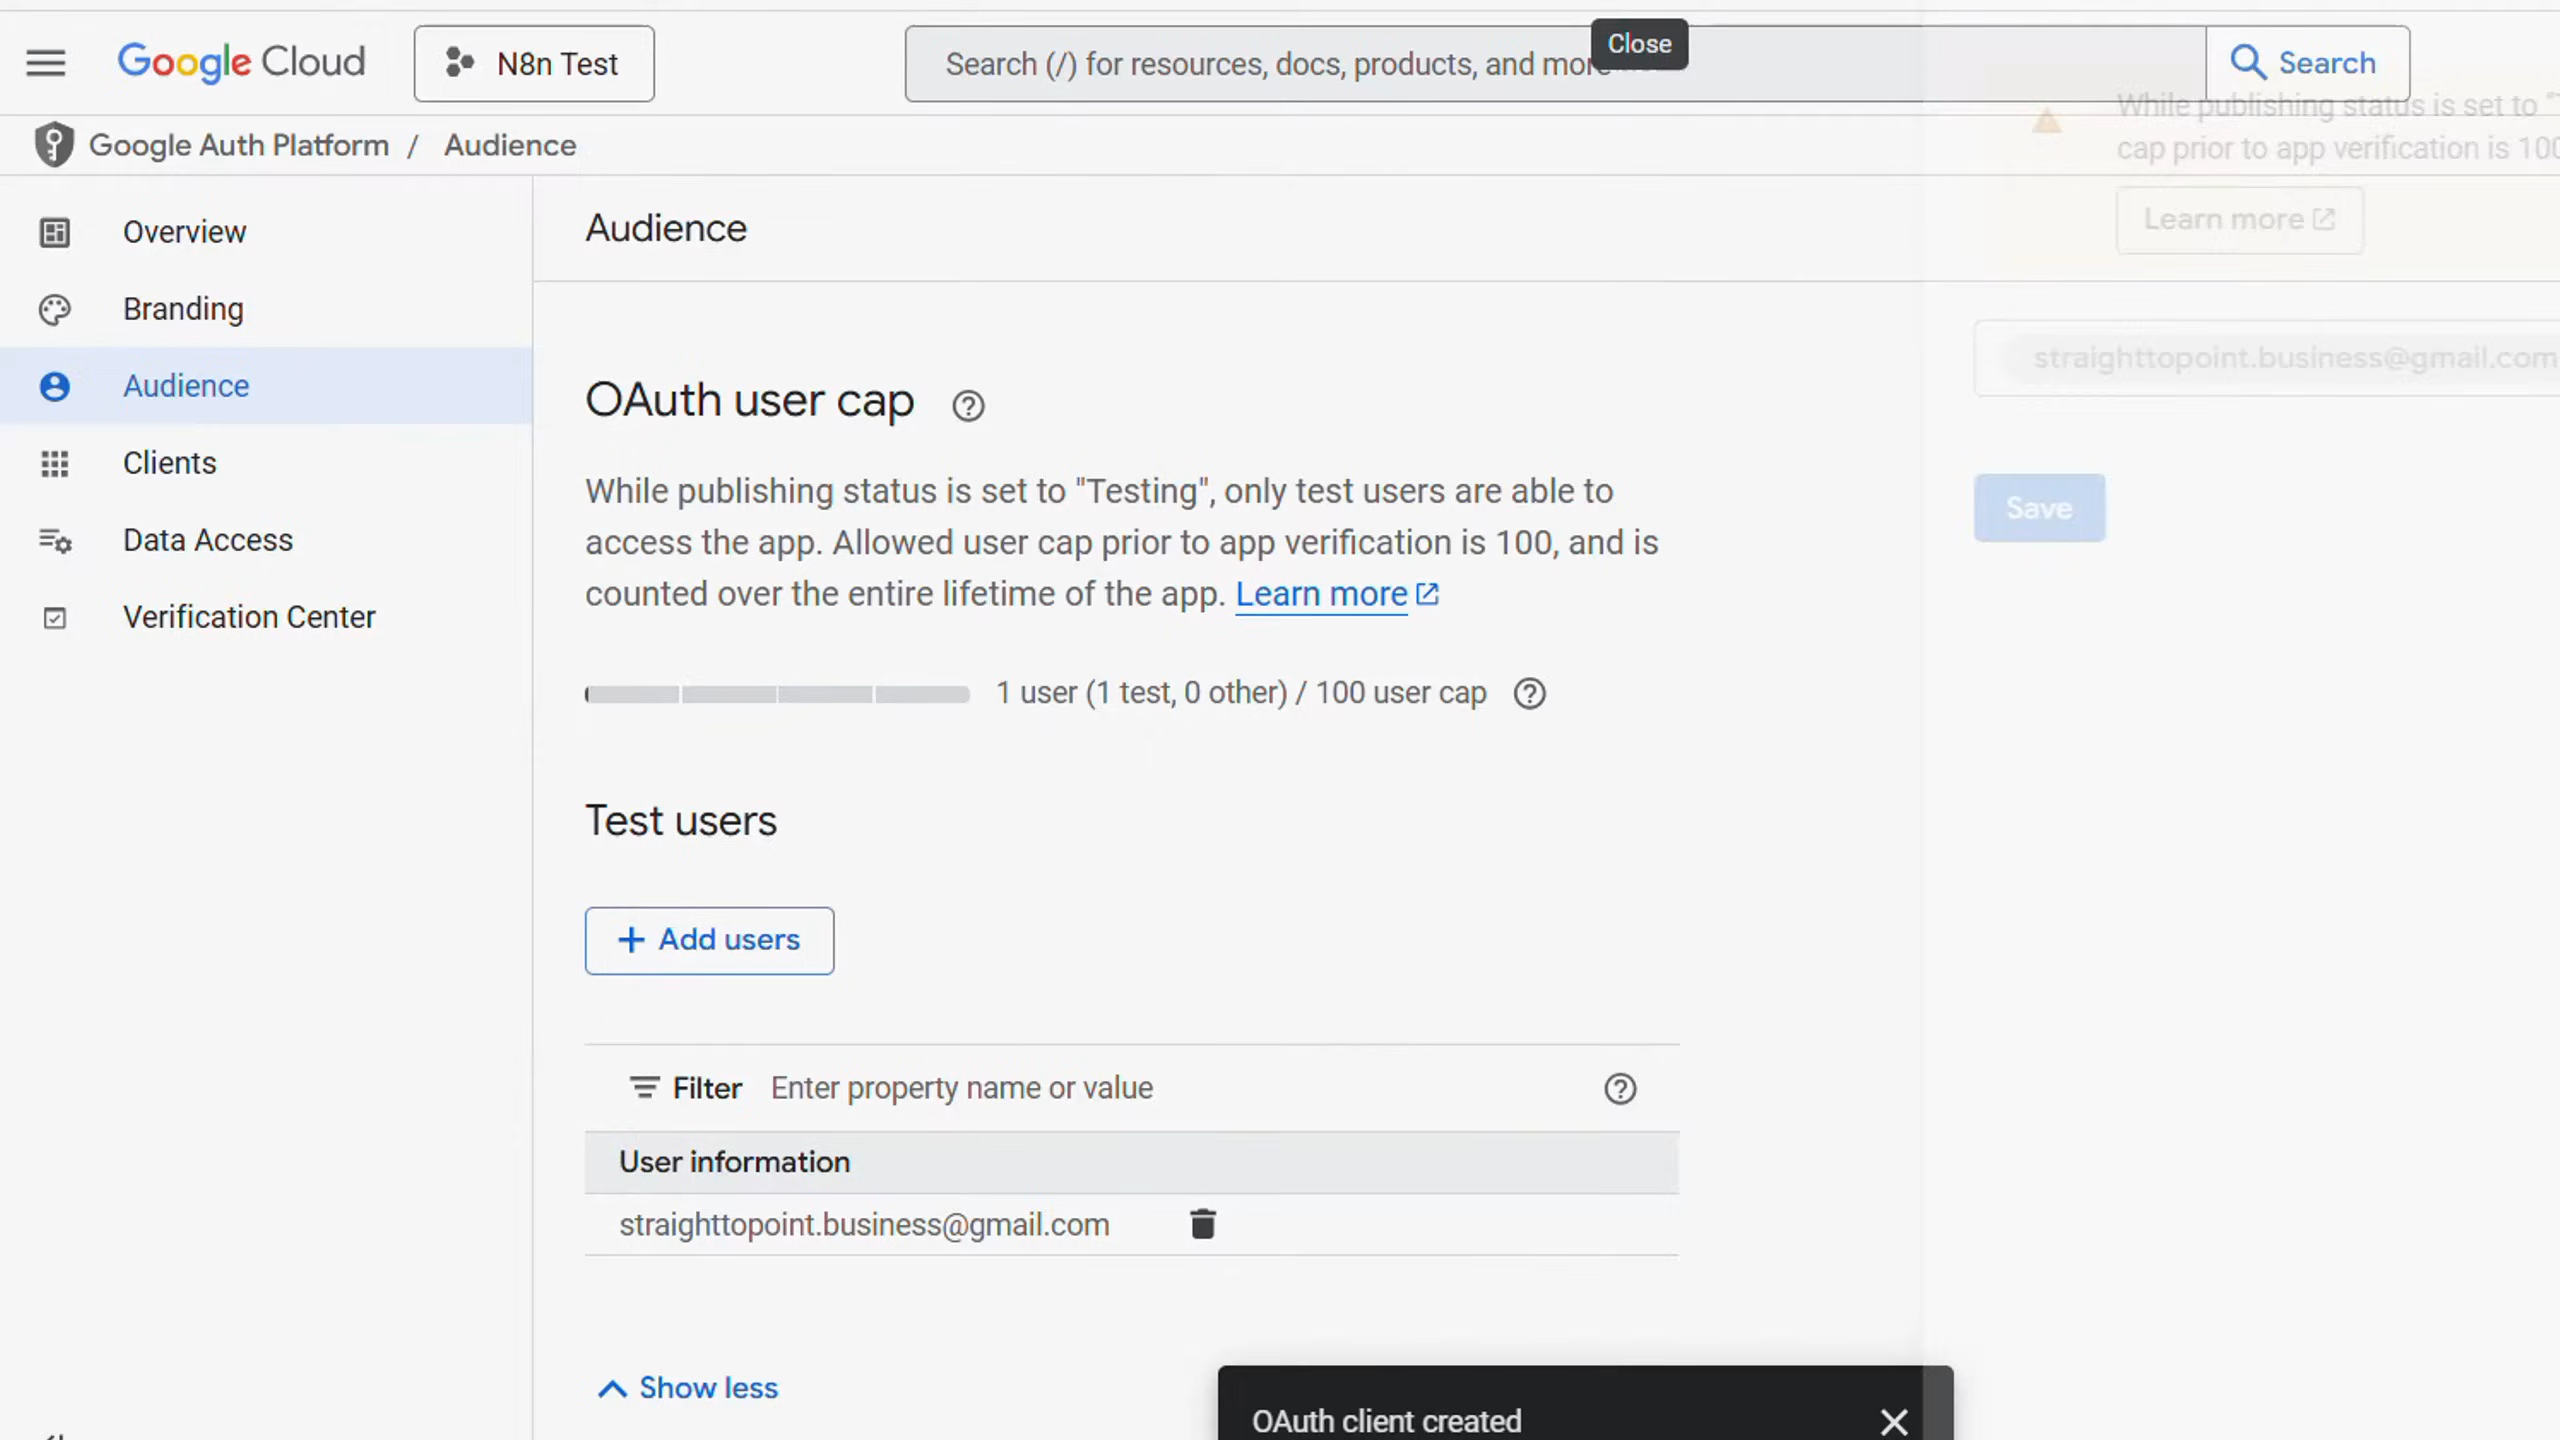 Google Cloud
N8n Test
Search (/) for resources, docs, products, and more
Close
Search
Google Auth Platform / Audience
Overview
Branding
Audience
Clients
Data Access
Verification Center
Audience
OAuth user cap
While publishing status is set to "Testing", only test users are able to
access the app. Allowed user cap prior to app verification is 100, and is
counted over the entire lifetime of the app. Learn more
1 user (1 test, 0 other) / 100 user cap
Test users
+ Add users
Filter Enter property name or value
User information
straighttopoint.business@gmail.com
Show less
While publishing status is set to "
cap prior to app verification is 100
Learn more
straighttopoint.business@gmail.com
Save
OAuth client created